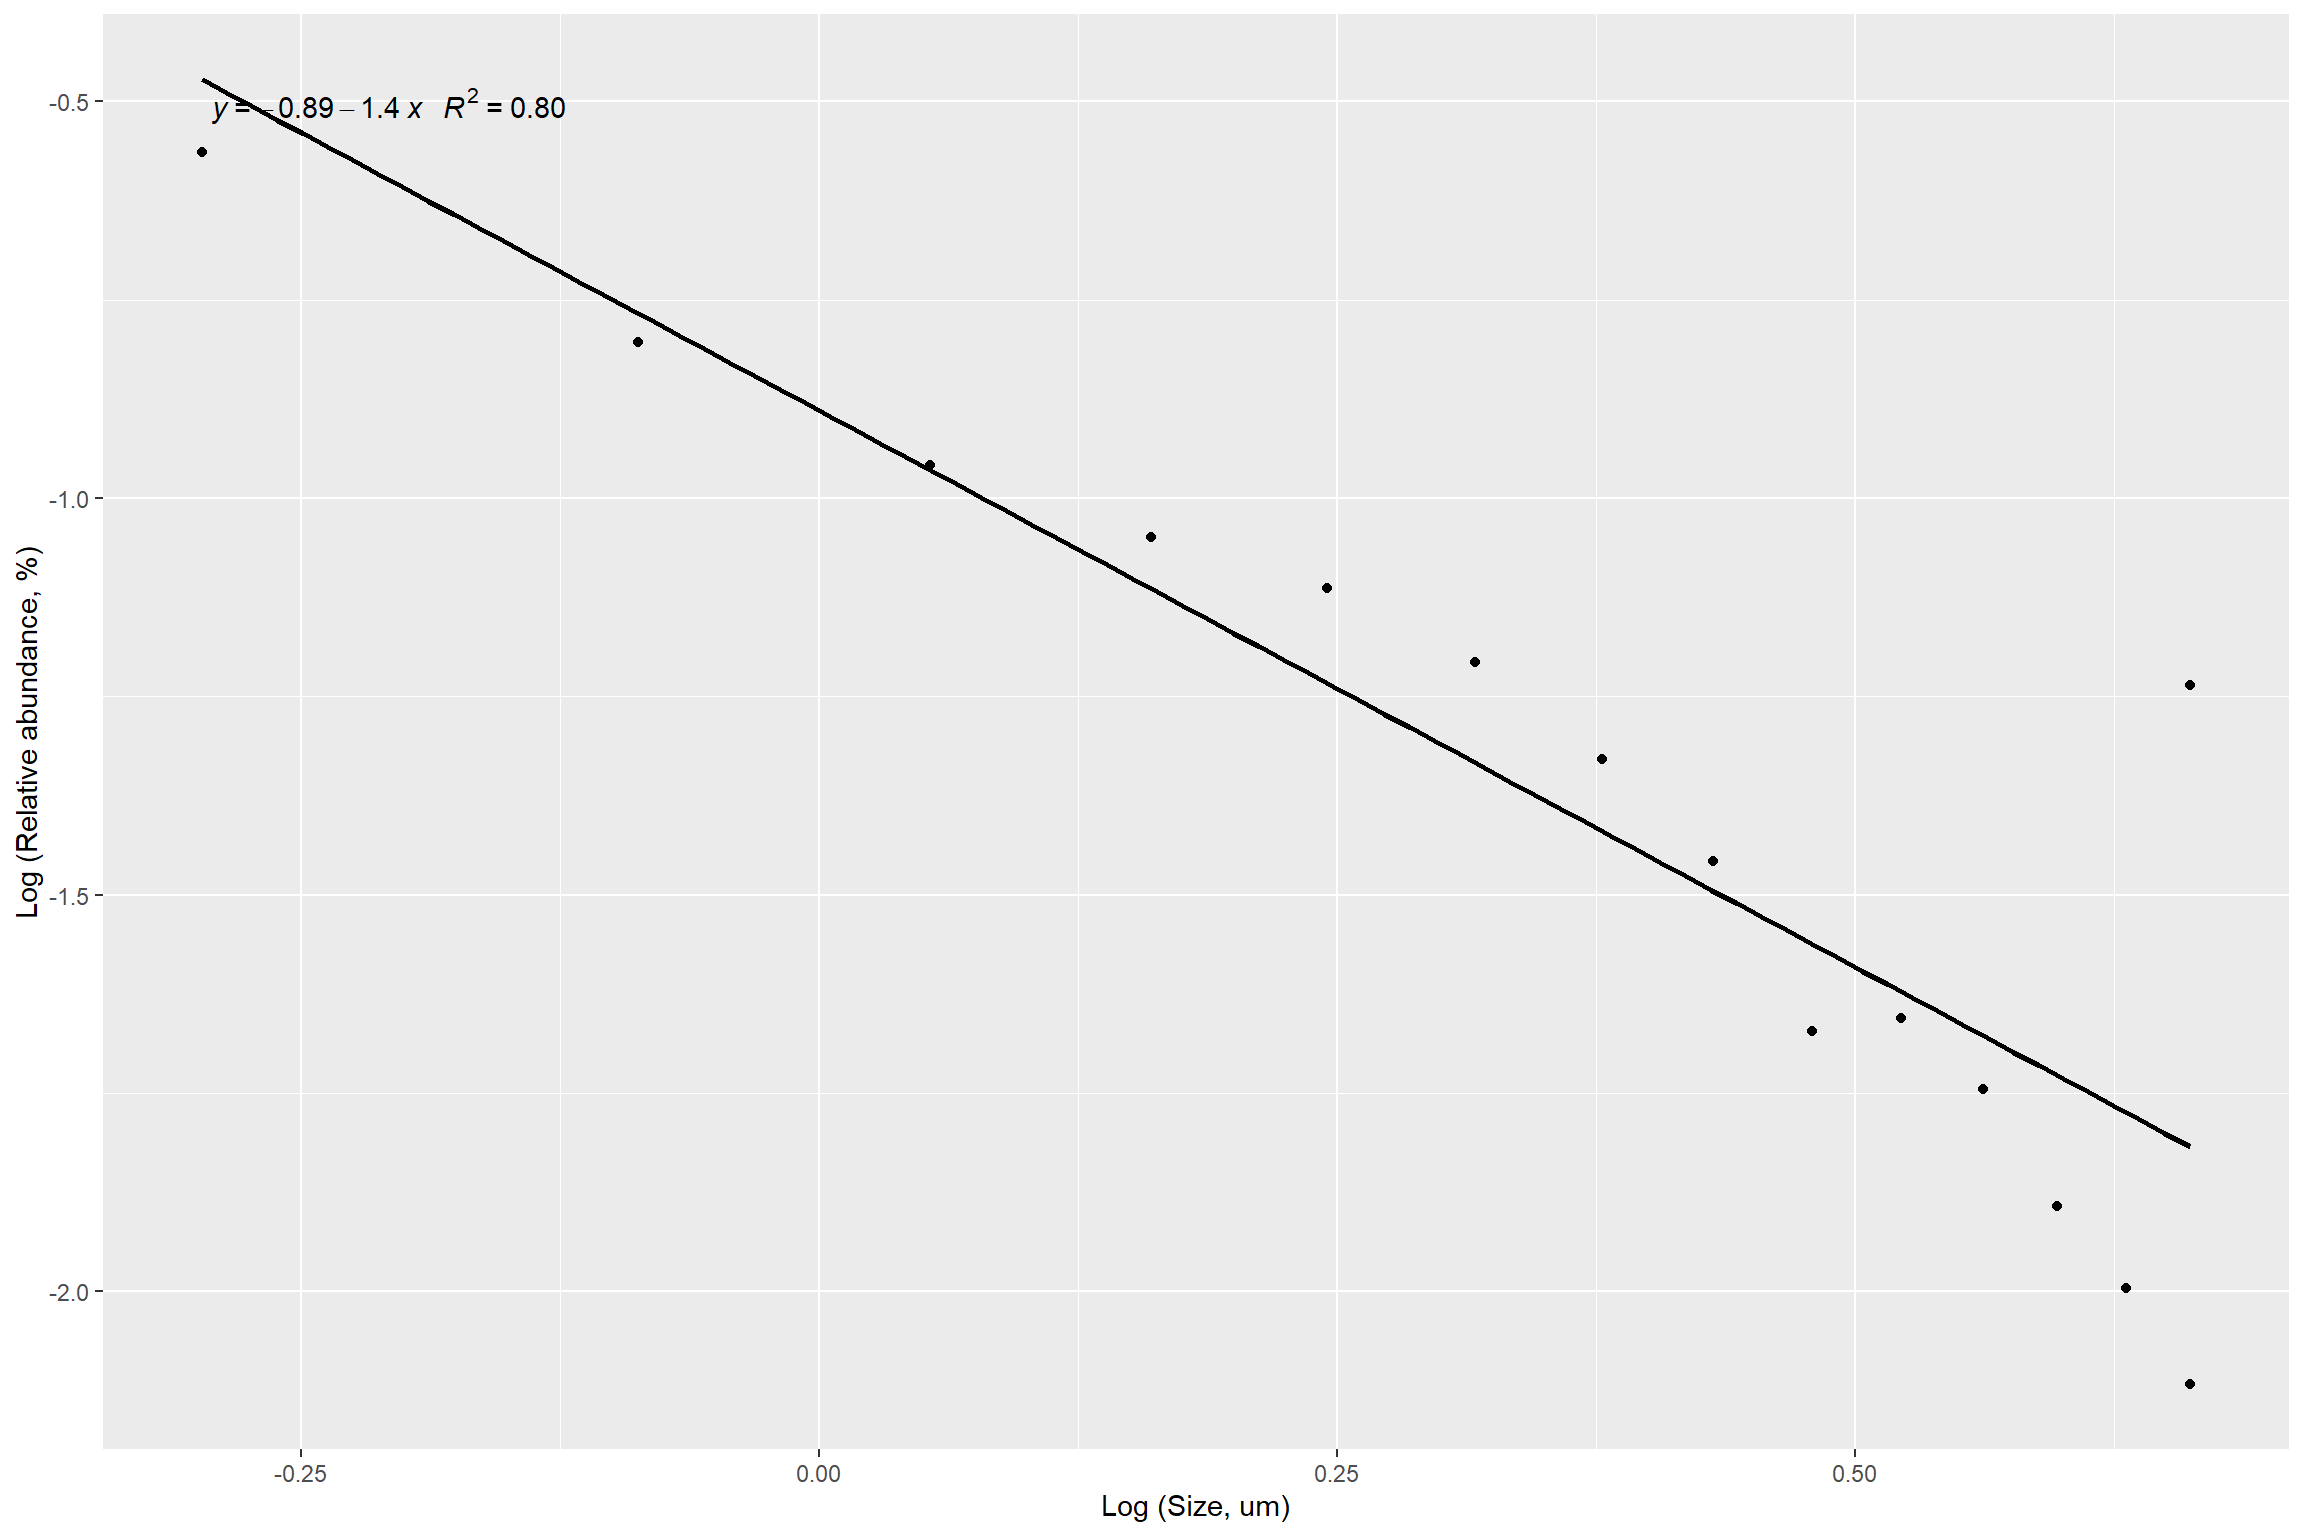 y = − 0.89 − 1.4 x R² = 0.80
-0.5
-1.0
-1.5
-2.0
Log (Relative abundance, %)
-0.25 0.00 0.25 0.50
Log (Size, um)